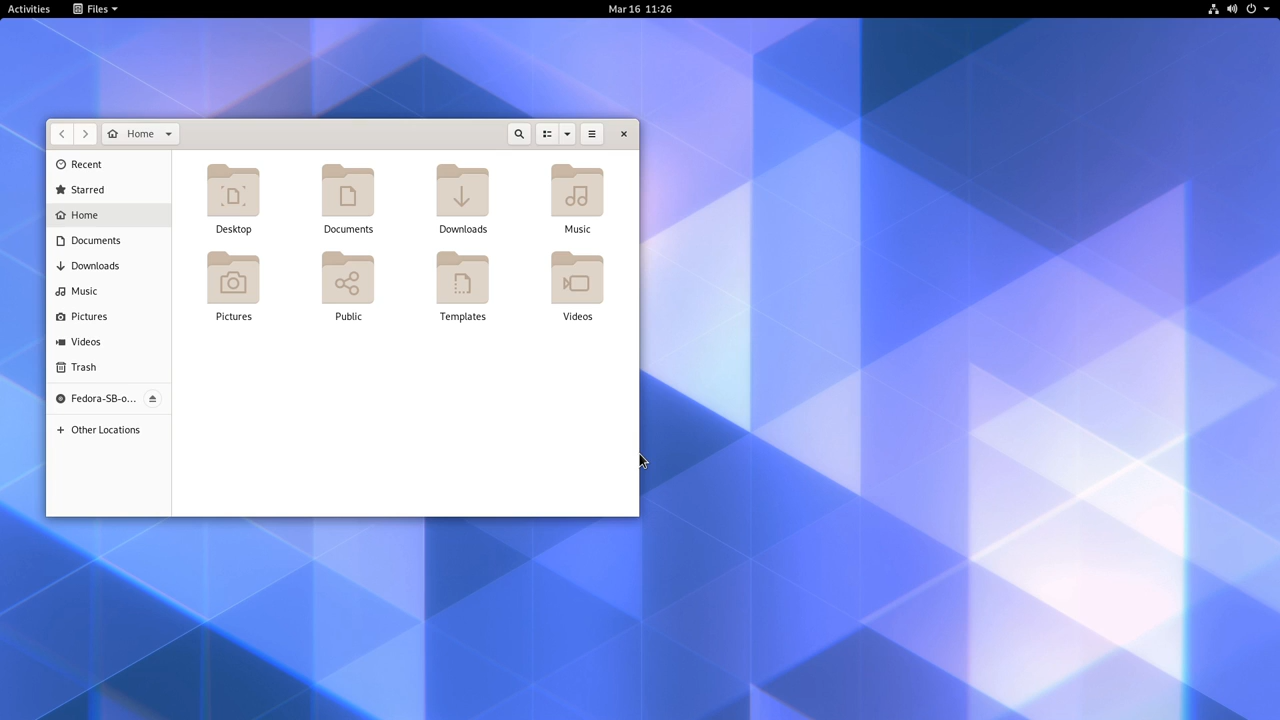 Activities
Files
Mar 16 11:26
Home
Recent
Starred
Home
Documents
Downloads
Music
Pictures
Videos
Trash
Fedora-SB-o…
Other Locations
Desktop
Documents
Downloads
Music
Pictures
Public
Templates
Videos